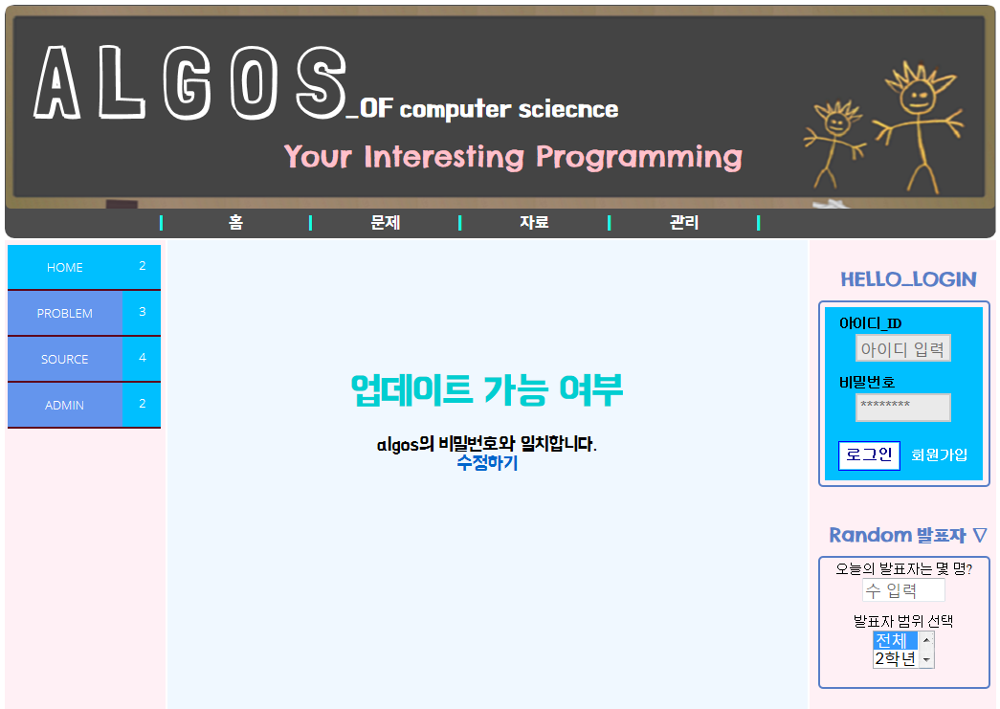 ALGOS_OF computer sciecnce
Your Interesting Programming
홈 문제 자료 관리
HOME 2
PROBLEM 3
SOURCE 4
ADMIN 2
업데이트 가능 여부
algos의 비밀번호와 일치합니다.
수정하기
HELLO_LOGIN
아이디_ID
아이디 입력
비밀번호
********
로그인 회원가입
Random 발표자 ▽
오늘의 발표자는 몇 명?
수 입력
발표자 범위 선택
전체
2학년